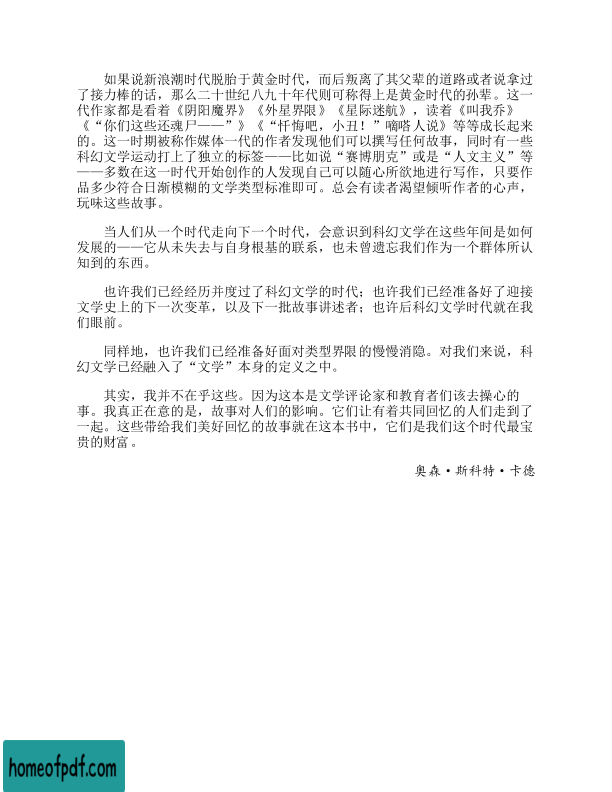 如果说新浪潮时代脱胎于黄金时代，而后叛离了其父辈的道路或者说拿过
了接力棒的话，那么二十世纪八九十年代则可称得上是黄金时代的孙辈。这一
代作家都是看着《阴阳魔界》《外星界限》《星际迷航》，读着《叫我乔》
《“你们这些还魂尸——”》《“忏悔吧，小丑！”嘀嗒人说》等等成长起来
的。这一时期被称作媒体一代的作者发现他们可以撰写任何故事，同时有一些
科幻文学运动打上了独立的标签——比如说“赛博朋克”或是“人文主义”等
——多数在这一时代开始创作的人发现自己可以随心所欲地进行写作，只要作
品多少符合日渐模糊的文学类型标准即可。总会有读者渴望倾听作者的心声，
玩味这些故事。
当人们从一个时代走向下一个时代，会意识到科幻文学在这些年间是如何
发展的——它从未失去与自身根基的联系，也未曾遗忘我们作为一个群体所认
知到的东西。
也许我们已经经历并度过了科幻文学的时代；也许我们已经准备好了迎接
文学史上的下一次变革，以及下一批故事讲述者；也许后科幻文学时代就在我
们眼前。
同样地，也许我们已经准备好面对类型界限的慢慢消隐。对我们来说，科
幻文学已经融入了“文学”本身的定义之中。
其实，我并不在乎这些。因为这本是文学评论家和教育者们该去操心的
事。我真正在意的是，故事对人们的影响。它们让有着共同回忆的人们走到了
一起。这些带给我们美好回忆的故事就在这本书中，它们是我们这个时代最宝
贵的财富。
奥森·斯科特·卡德
homeofpdf.com